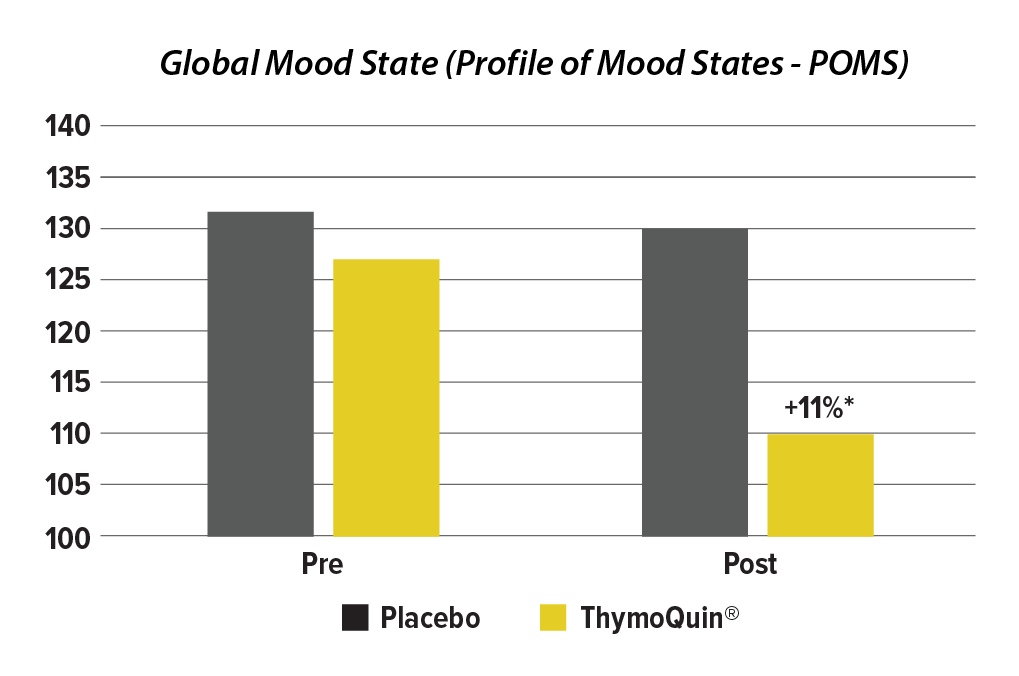 Global Mood State (Profile of Mood States - POMS)
140
135
130
125
120
115
110
105
100
+11%*
Pre
Post
Placebo
ThymoQuin®